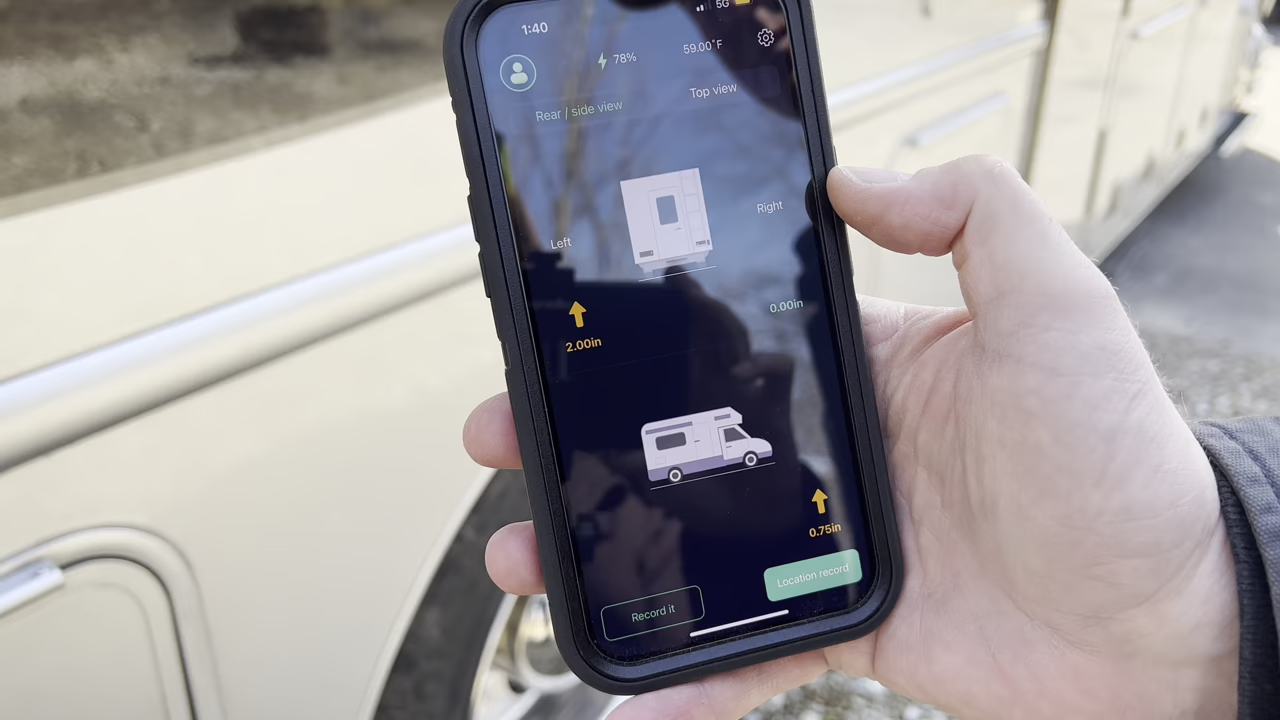 1:40
5G
78%
59.00°F
Rear / side view
Top view
Left
Right
2.00in
0.00in
0.75in
Record it
Location record